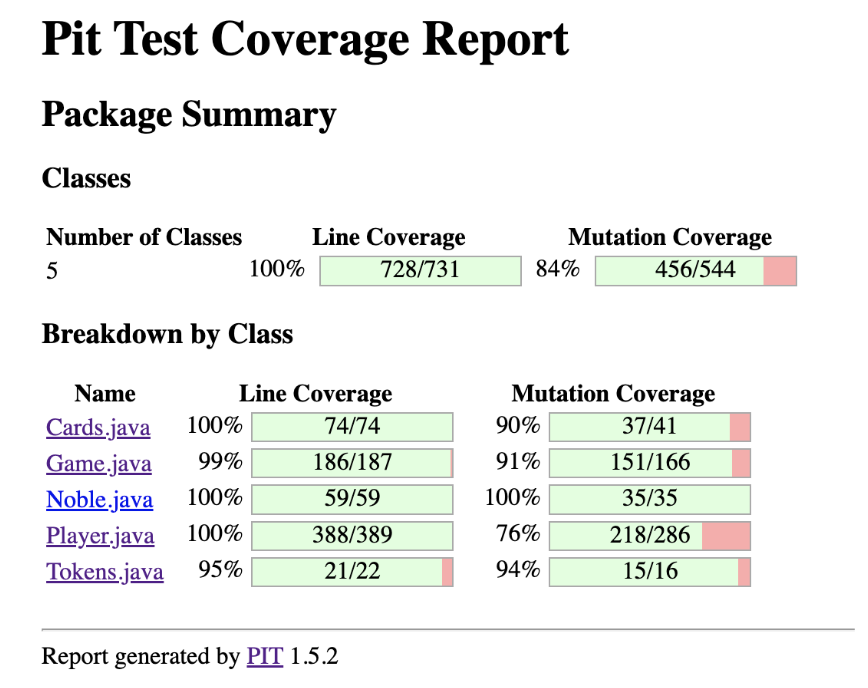 Pit Test Coverage Report
Package Summary
Classes
Number of Classes Line Coverage Mutation Coverage
5 100% 728/731 84% 456/544
Breakdown by Class
Name Line Coverage Mutation Coverage
Cards.java 100% 74/74 90% 37/41
Game.java 99% 186/187 91% 151/166
Noble.java 100% 59/59 100% 35/35
Player.java 100% 388/389 76% 218/286
Tokens.java 95% 21/22 94% 15/16
Report generated by PIT 1.5.2